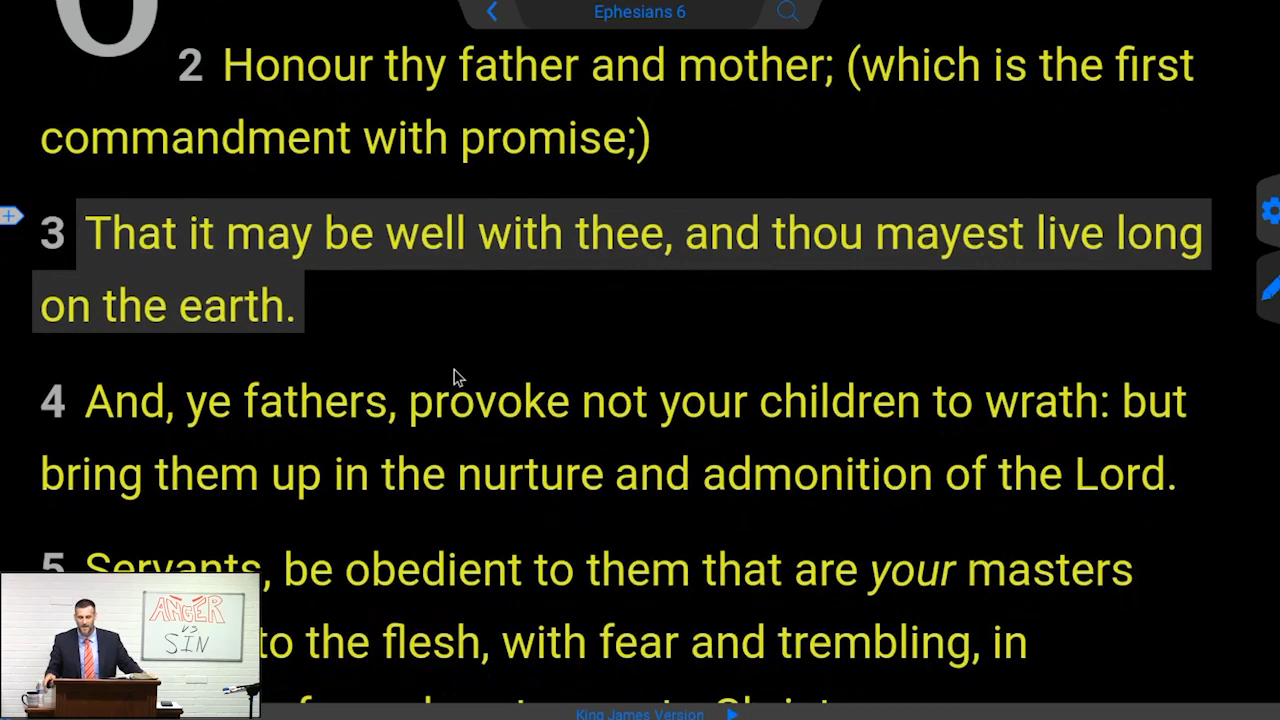 Ephesians 6
2 Honour thy father and mother; (which is the first
commandment with promise;)
3 That it may be well with thee, and thou mayest live long
on the earth.
4 And, ye fathers, provoke not your children to wrath: but
bring them up in the nurture and admonition of the Lord.
5 Servants, be obedient to them that are your masters
to the flesh, with fear and trembling, in
Christ
King James Version
ANGER
VS
SIN